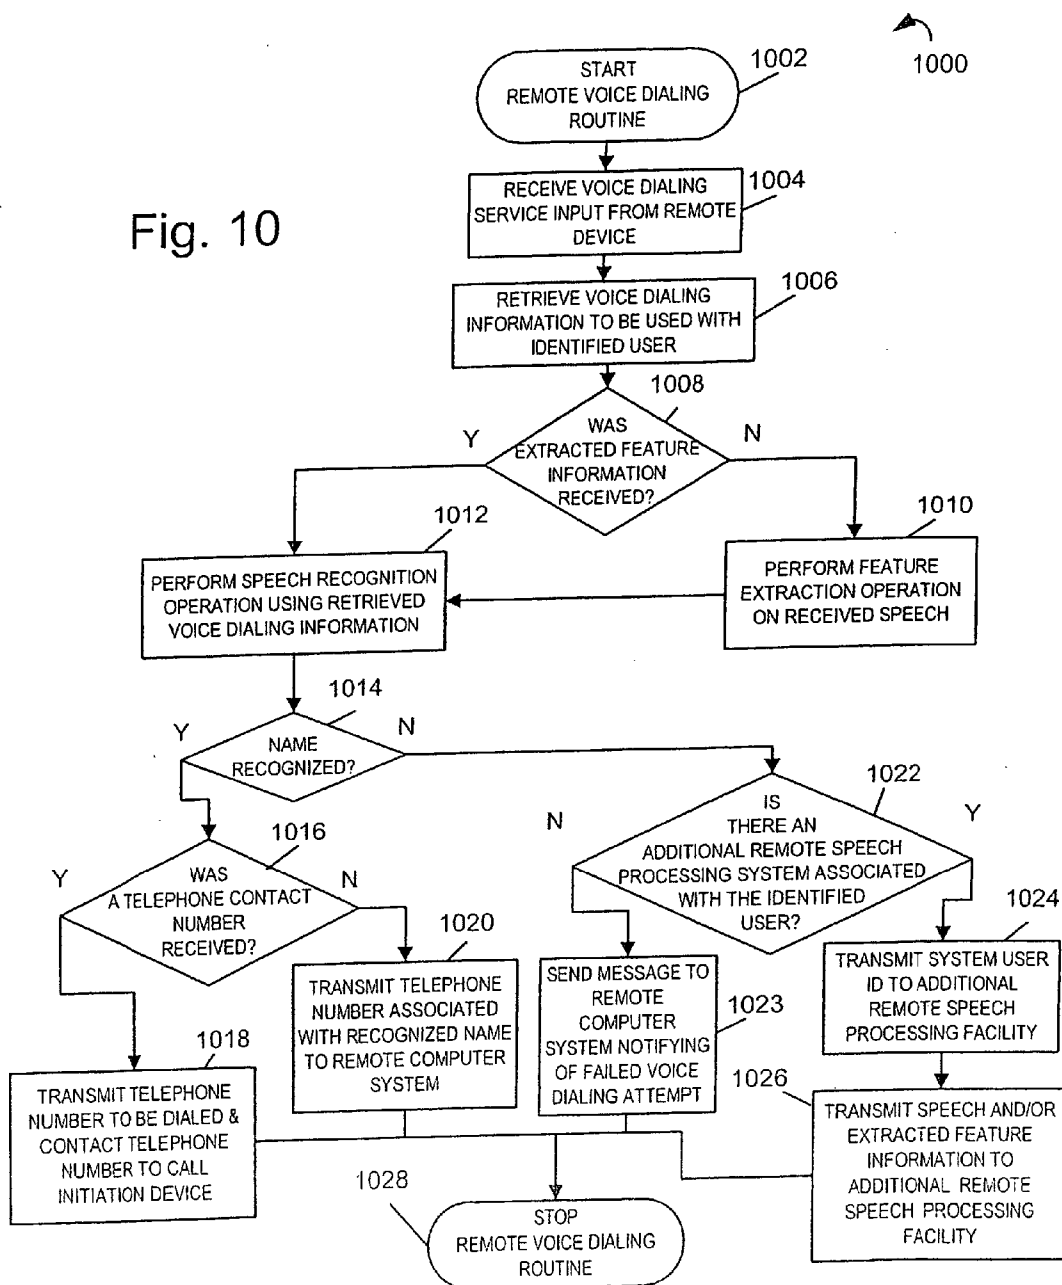 1000
1002
START
REMOTE VOICE DIALING
ROUTINE
Fig. 10
1004
RECEIVE VOICE DIALING
SERVICE INPUT FROM REMOTE
DEVICE
1006
RETRIEVE VOICE DIALING
INFORMATION TO BE USED WITH
IDENTIFIED USER
1008
Y
WAS
EXTRACTED FEATURE
INFORMATION
RECEIVED?
N
1012
PERFORM SPEECH RECOGNITION
OPERATION USING RETRIEVED
VOICE DIALING INFORMATION
1010
PERFORM FEATURE
EXTRACTION OPERATION
ON RECEIVED SPEECH
1014
Y
NAME
RECOGNIZED?
N
1016
Y
WAS
A TELEPHONE CONTACT
NUMBER
RECEIVED?
N
1022
N
IS
THERE AN
ADDITIONAL REMOTE SPEECH
PROCESSING SYSTEM ASSOCIATED
WITH THE IDENTIFIED
USER?
Y
1020
TRANSMIT TELEPHONE
NUMBER ASSOCIATED
WITH RECOGNIZED NAME
TO REMOTE COMPUTER
SYSTEM
SEND MESSAGE TO
REMOTE
COMPUTER
SYSTEM NOTIFYING
OF FAILED VOICE
DIALING ATTEMPT
1023
1024
TRANSMIT SYSTEM USER
ID TO ADDITIONAL
REMOTE SPEECH
PROCESSING FACILITY
1018
TRANSMIT TELEPHONE
NUMBER TO BE DIALED &
CONTACT TELEPHONE
NUMBER TO CALL
INITIATION DEVICE
1026
TRANSMIT SPEECH AND/OR
EXTRACTED FEATURE
INFORMATION TO
ADDITIONAL REMOTE
SPEECH PROCESSING
FACILITY
1028
STOP
REMOTE VOICE DIALING
ROUTINE